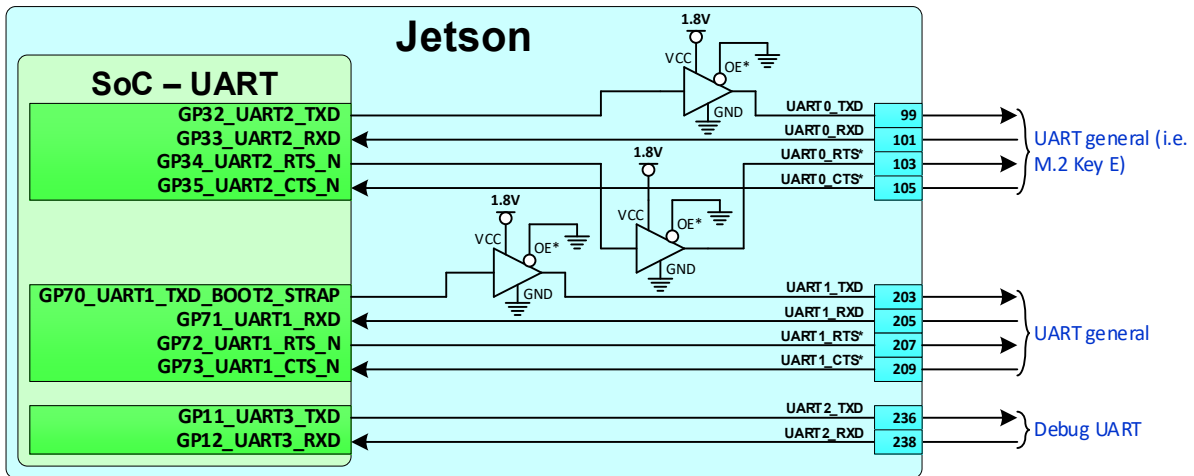 Jetson
SoC – UART
1.8V
VCC
OE*
GND
GP32_UART2_TXD
UART0_TXD
99
GP33_UART2_RXD
UART0_RXD
101
GP34_UART2_RTS_N
UART0_RTS*
103
GP35_UART2_CTS_N
UART0_CTS*
105
UART general (i.e.
M.2 Key E)
1.8V
VCC
OE*
GND
1.8V
VCC
OE*
GND
GP70_UART1_TXD_BOOT2_STRAP
UART1_TXD
203
GP71_UART1_RXD
UART1_RXD
205
GP72_UART1_RTS_N
UART1_RTS*
207
GP73_UART1_CTS_N
UART1_CTS*
209
UART general
GP11_UART3_TXD
UART2_TXD
236
GP12_UART3_RXD
UART2_RXD
238
Debug UART